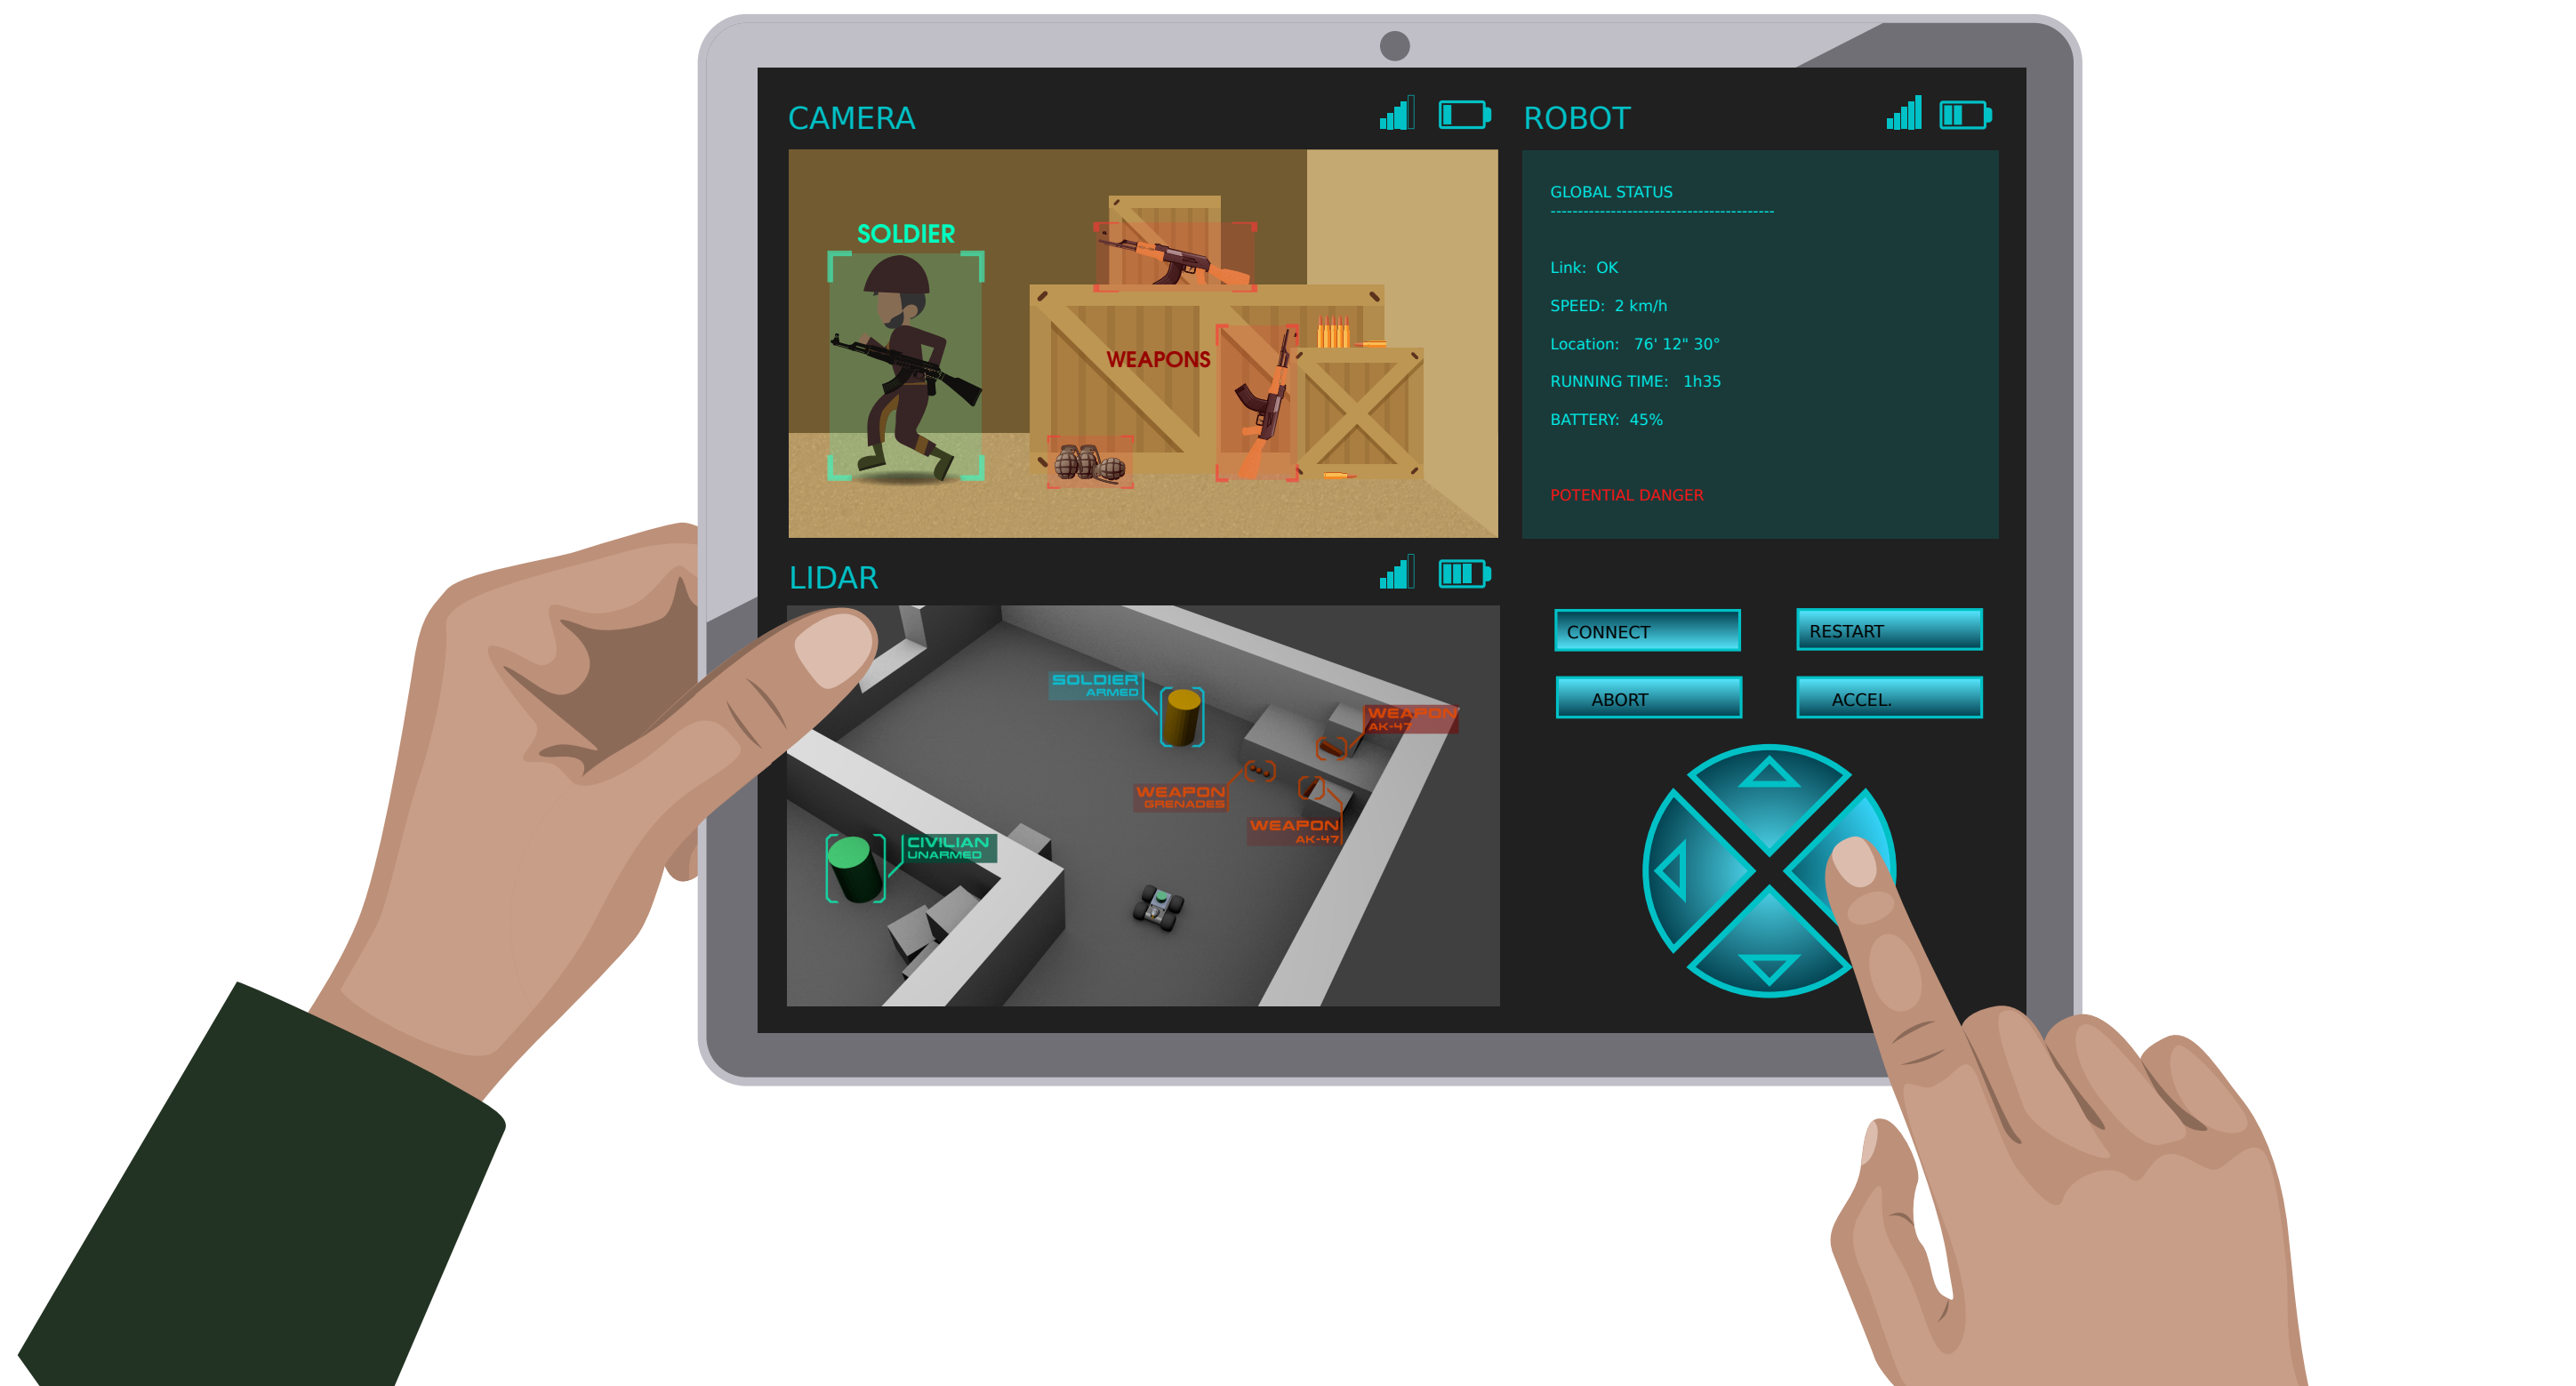 CAMERA
ROBOT
SOLDIER
WEAPONS
GLOBAL STATUS
-----------------------------------------
Link:  OK
SPEED:  2 km/h
Location:   76' 12" 30°
RUNNING TIME:   1h35
BATTERY:  45%
POTENTIAL DANGER
LIDAR
SOLDIER
ARMED
WEAPON
AK-47
WEAPON
GRENADES
WEAPON
AK-47
CIVILIAN
UNARMED
CONNECT
RESTART
ABORT
ACCEL.